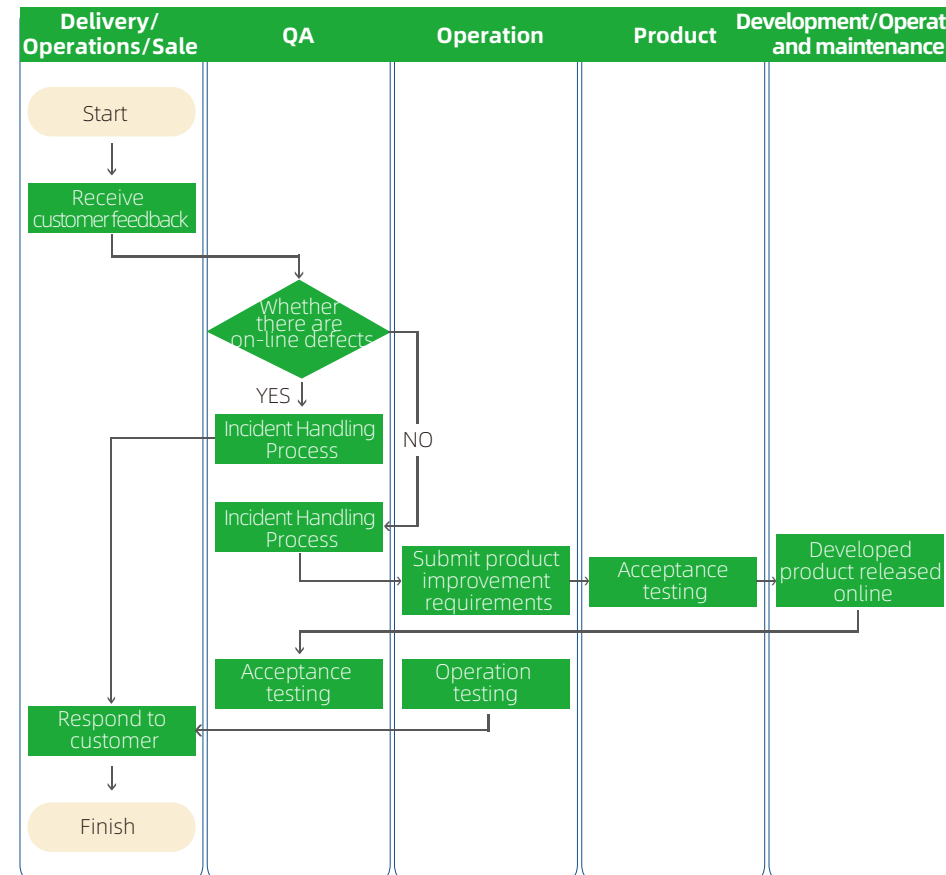 Delivery/
Operations/Sale
QA
Operation
Product
Development/Operat
and maintenance
Start
Receive
customer feedback
Whether
there are
on-line defects
YES
Incident Handling
Process
NO
Incident Handling
Process
Submit product
improvement
requirements
Acceptance
testing
Developed
product released
online
Acceptance
testing
Operation
testing
Respond to
customer
Finish